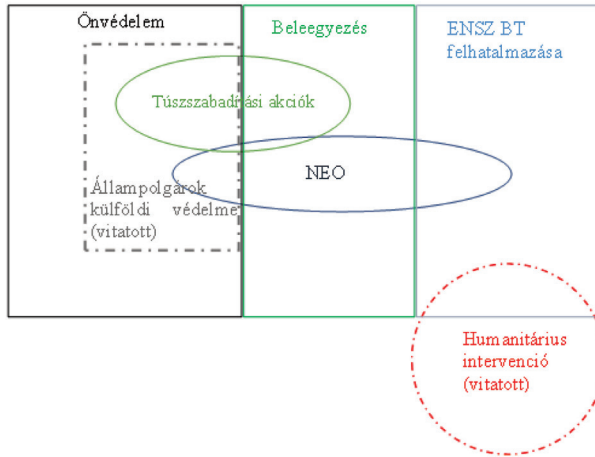 Önvédelem
Beleegyezés
ENSZ BT
felhatalmazása
Túszszabadítási akciók
NEO
Állampolgárok
külföldi védelme
(vitatott)
Humanitárius
intervenció
(vitatott)